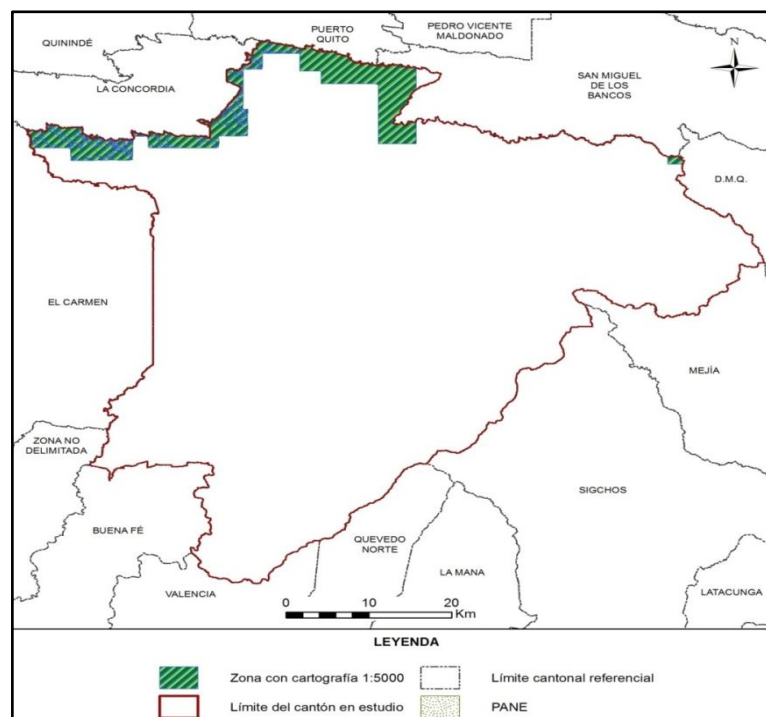 PUERTO
QUITO
PEDRO VICENTE
MALDONADO
QUININDÉ
N
LA CONCORDIA
SAN MIGUEL
DE LOS
BANCOS
D.M.Q.
EL CARMEN
MEJÍA
ZONA NO
DELIMITADA
SIGCHOS
BUENA FÉ
QUEVEDO
NORTE
LA MANA
VALENCIA
LATACUNGA
0 5 10 20
Km
LEYENDA
Zona con cartografía 1:5000
Límite cantonal referencial
Límite del cantón en estudio
PANE